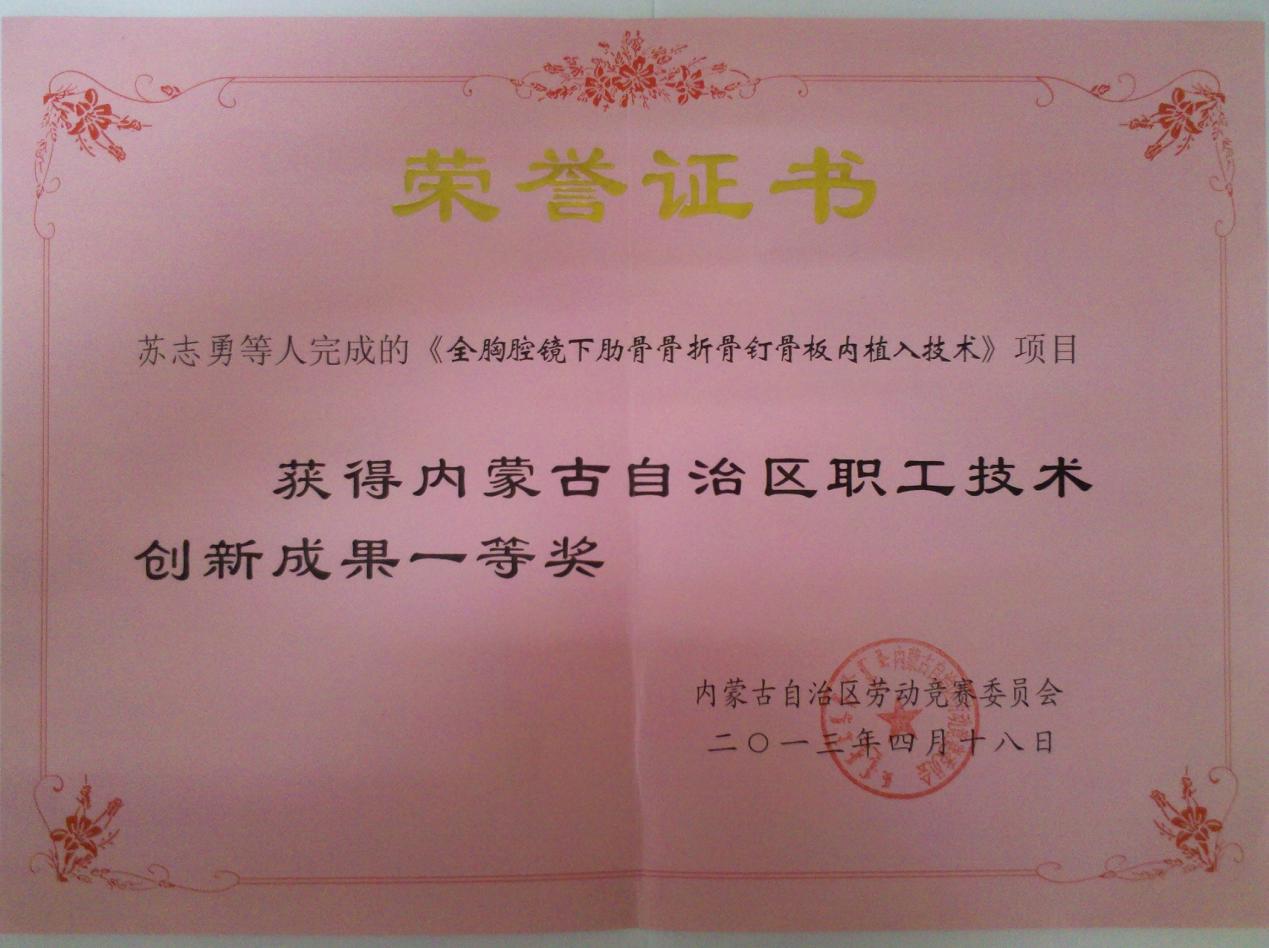 荣誉证书
苏志勇等人完成的《全胸腔镜下肋骨骨折骨钉骨板内植入技术》项目
获得内蒙古自治区职工技术
创新成果一等奖
内蒙古自治区劳动竞赛委员会
二〇一三年四月十八日